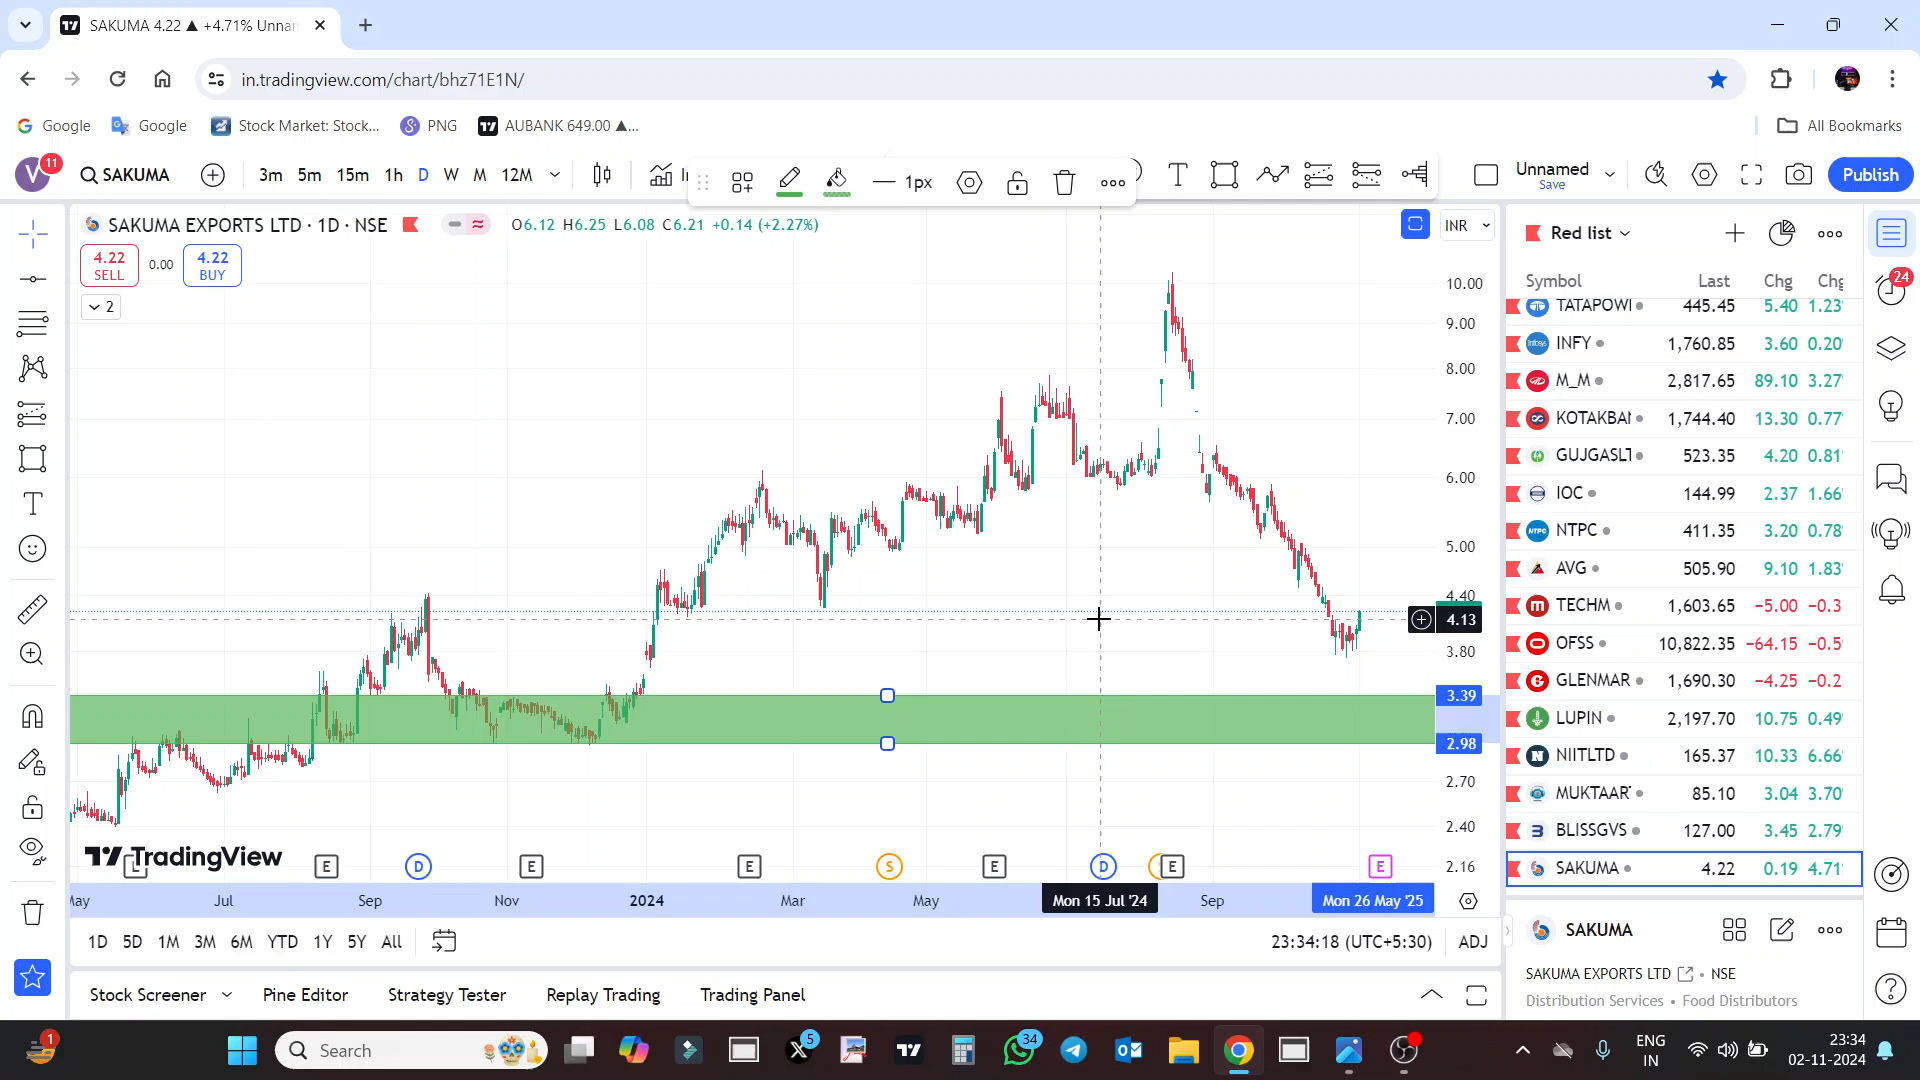 SAKUMA 4.22 ▲ +4.71% Unnar
in.tradingview.com/chart/bhz71E1N/
Google
Google
Stock Market: Stock...
PNG
AUBANK 649.00 ▲...
All Bookmarks
V 11
SAKUMA
3m 5m 15m 1h D W M 12M
1px
Unnamed
Save
Publish
SAKUMA EXPORTS LTD · 1D · NSE
O6.12 H6.25 L6.08 C6.21 +0.14 (+2.27%)
INR
4.22
SELL
0.00
4.22
BUY
2
10.00
9.00
8.00
7.00
6.00
5.00
4.40
4.13
3.80
3.39
2.98
2.70
2.40
2.16
TradingView
L E D E E S E D E E
May Jul Sep Nov 2024 Mar May Mon 15 Jul '24 Sep Mon 26 May '25
1D 5D 1M 3M 6M YTD 1Y 5Y All
23:34:18 (UTC+5:30) ADJ
Stock Screener Pine Editor Strategy Tester Replay Trading Trading Panel
Red list
24
Symbol Last Chg Chg
TATAPOWI 445.45 5.40 1.23
INFY 1,760.85 3.60 0.20
M_M 2,817.65 89.10 3.27
KOTAKBAI 1,744.40 13.30 0.77
GUJGASLT 523.35 4.20 0.81
IOC 144.99 2.37 1.66
NTPC 411.35 3.20 0.78
AVG 505.90 9.10 1.83
TECHM 1,603.65 −5.00 −0.3
OFSS 10,822.35 −64.15 −0.5
GLENMAR 1,690.30 −4.25 −0.2
LUPIN 2,197.70 10.75 0.49
NIITLTD 165.37 10.33 6.66
MUKTAAR 85.10 3.04 3.70
BLISSGVS 127.00 3.45 2.79
SAKUMA 4.22 0.19 4.71
SAKUMA
SAKUMA EXPORTS LTD • NSE
Distribution Services • Food Distributors
1
Search
5
34
ENG
IN
23:34
02-11-2024